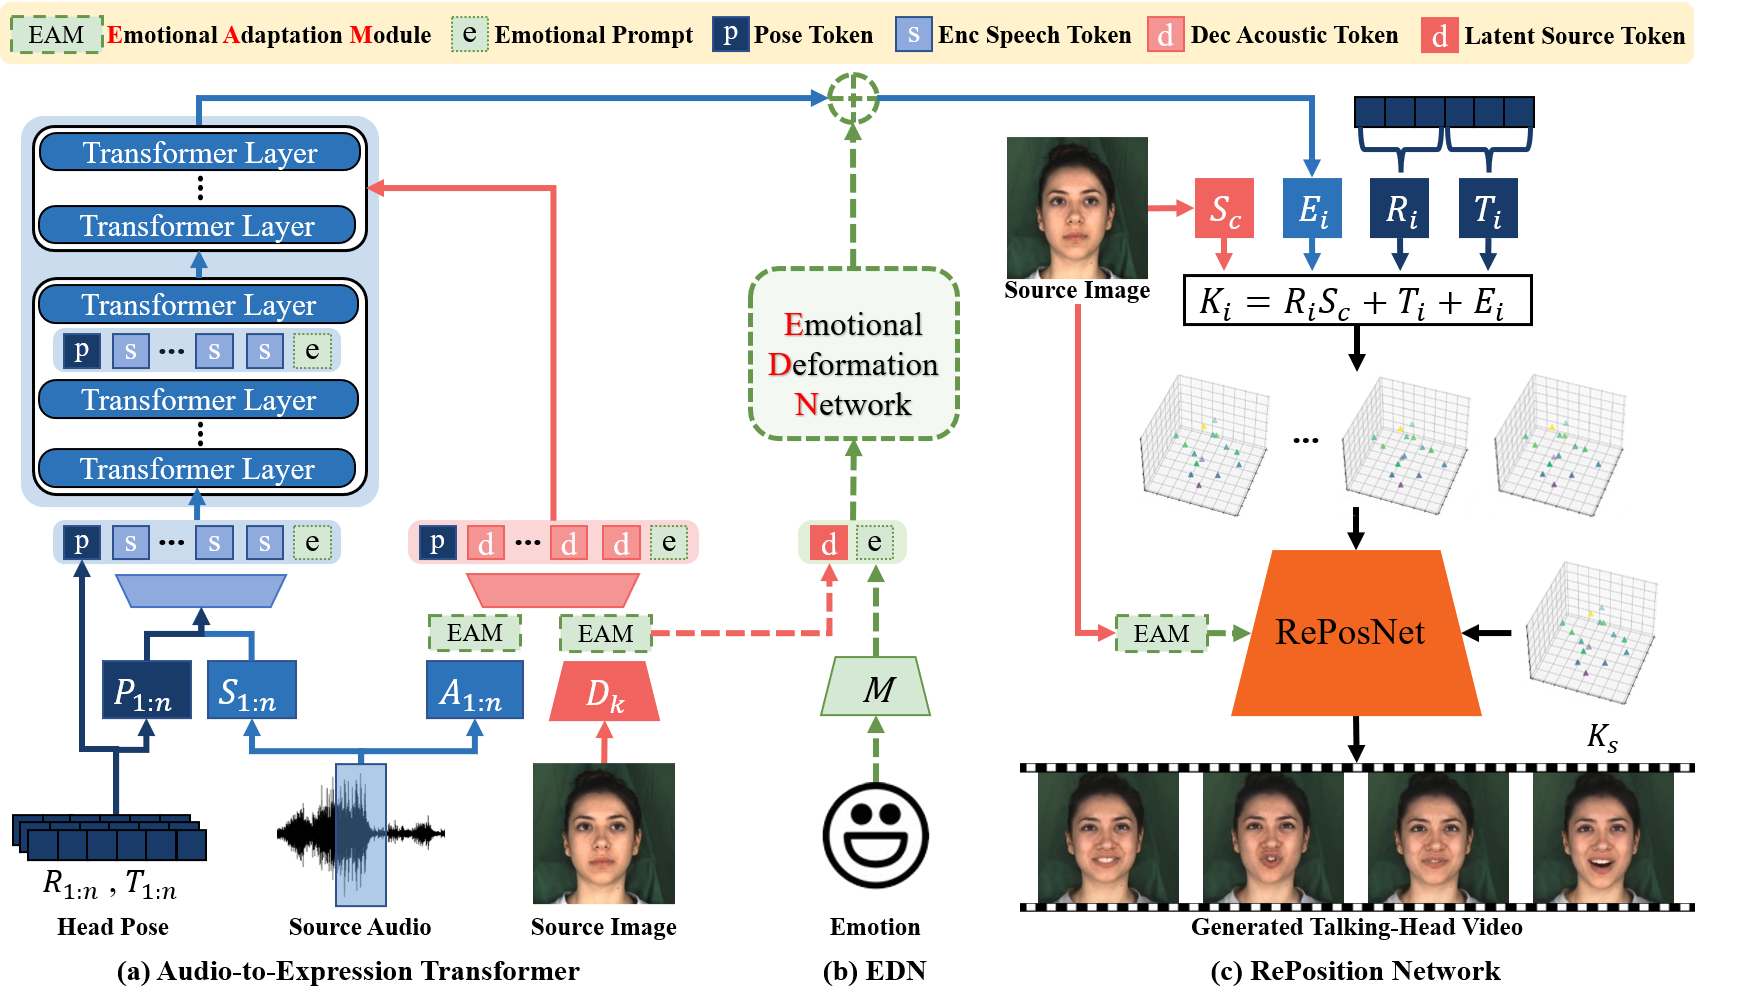 EAM Emotional Adaptation Module e Emotional Prompt p Pose Token s Enc Speech Token d Dec Acoustic Token d Latent Source Token
Transformer Layer
⋮
Transformer Layer
Transformer Layer
p s ... s s e
Transformer Layer
⋮
Transformer Layer
p s ... s s e
p d ... d d e
EAM
EAM
P_{1:n}
S_{1:n}
A_{1:n}
D_k
R_{1:n} , T_{1:n}
Head Pose
Source Audio
Source Image
(a) Audio-to-Expression Transformer
Emotional
Deformation
Network
d e
M
Emotion
(b) EDN
Source Image
S_c
E_i
R_i
T_i
K_i = R_i S_c + T_i + E_i
...
EAM
RePosNet
K_s
Generated Talking-Head Video
(c) RePosition Network